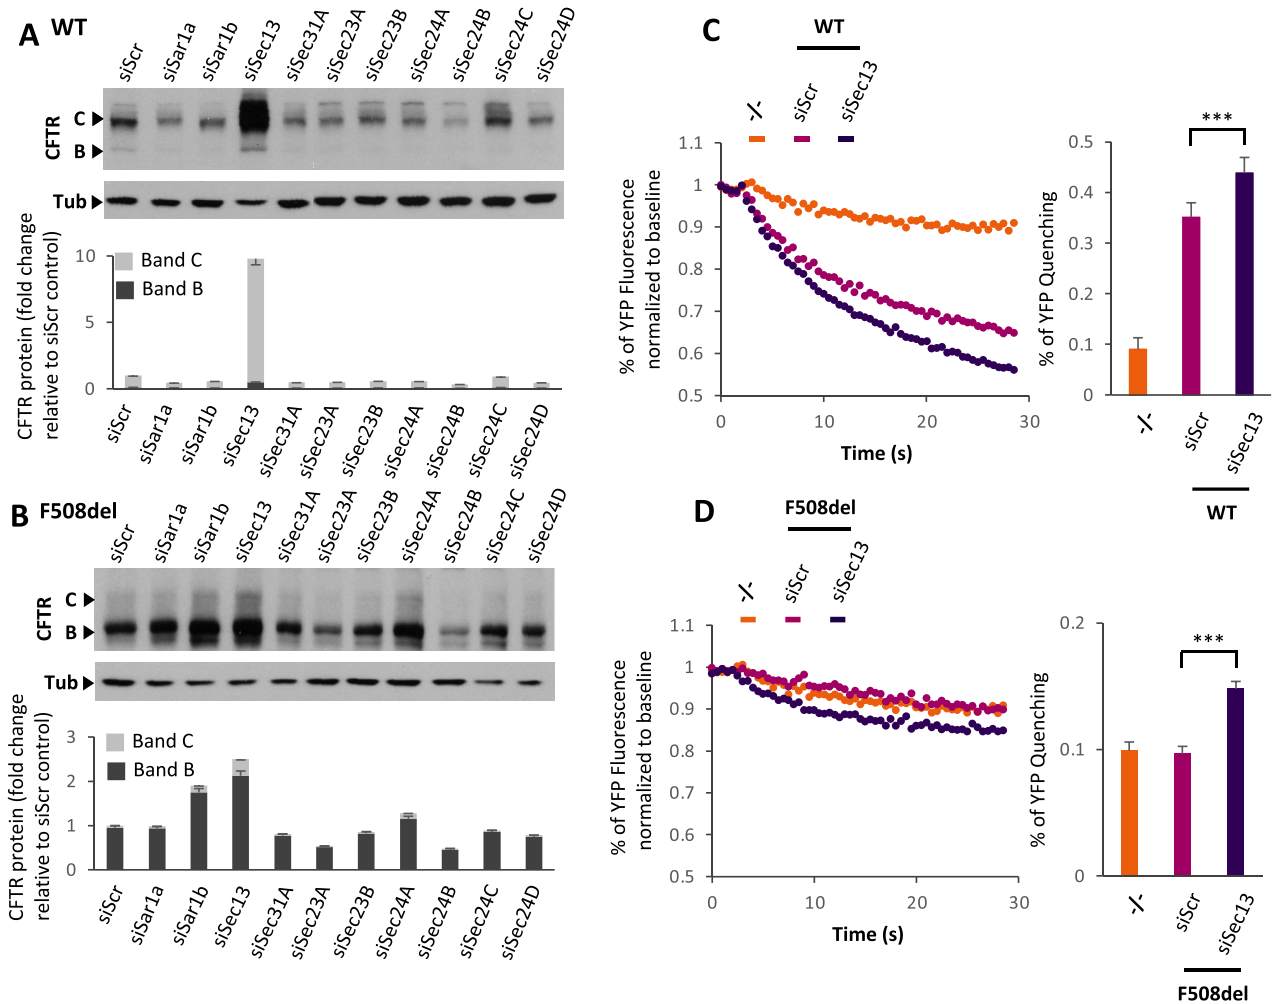 A WT
siScr
siSar1a
siSar1b
siSec13
siSec31A
siSec23A
siSec23B
siSec24A
siSec24B
siSec24C
siSec24D
CFTR
C
B
Tub
CFTR protein (fold change
relative to siScr control)
10
5
0
Band C
Band B
siScr
siSar1a
siSar1b
siSec13
siSec31A
siSec23A
siSec23B
siSec24A
siSec24B
siSec24C
siSec24D
B F508del
siScr
siSar1a
siSar1b
siSec13
siSec31A
siSec23A
siSec23B
siSec24A
siSec24B
siSec24C
siSec24D
CFTR
C
B
Tub
CFTR protein (fold change
relative to siScr control)
3
2
1
0
Band C
Band B
siScr
siSar1a
siSar1b
siSec13
siSec31A
siSec23A
siSec23B
siSec24A
siSec24B
siSec24C
siSec24D
C
WT
-/-
siScr
siSec13
% of YFP Fluorescence
normalized to baseline
1.1
1
0.9
0.8
0.7
0.6
0.5
0
10
20
30
Time (s)
% of YFP Quenching
0.5
0.4
0.3
0.2
0.1
0
***
-/-
siScr
siSec13
WT
D
F508del
-/-
siScr
siSec13
% of YFP Fluorescence
normalized to baseline
1.1
1
0.9
0.8
0.7
0.6
0.5
0
10
20
30
Time (s)
% of YFP Quenching
0.2
0.1
0
***
-/-
siScr
siSec13
F508del